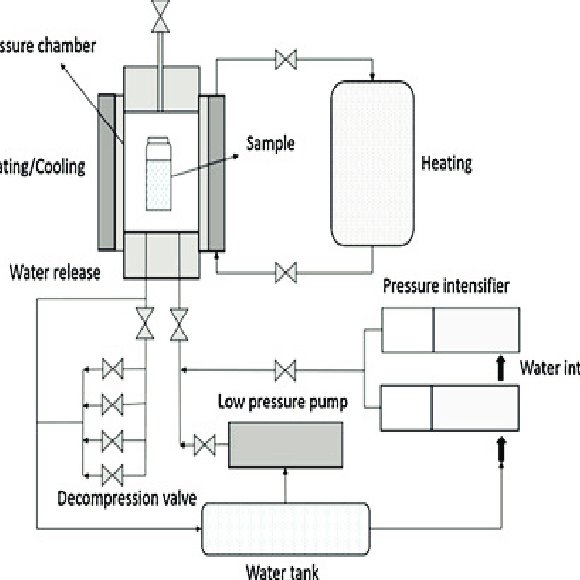 ssure chamber
Sample
ating/Cooling
Heating
Water release
Pressure intensifier
Water int
Low pressure pump
Decompression valve
Water tank